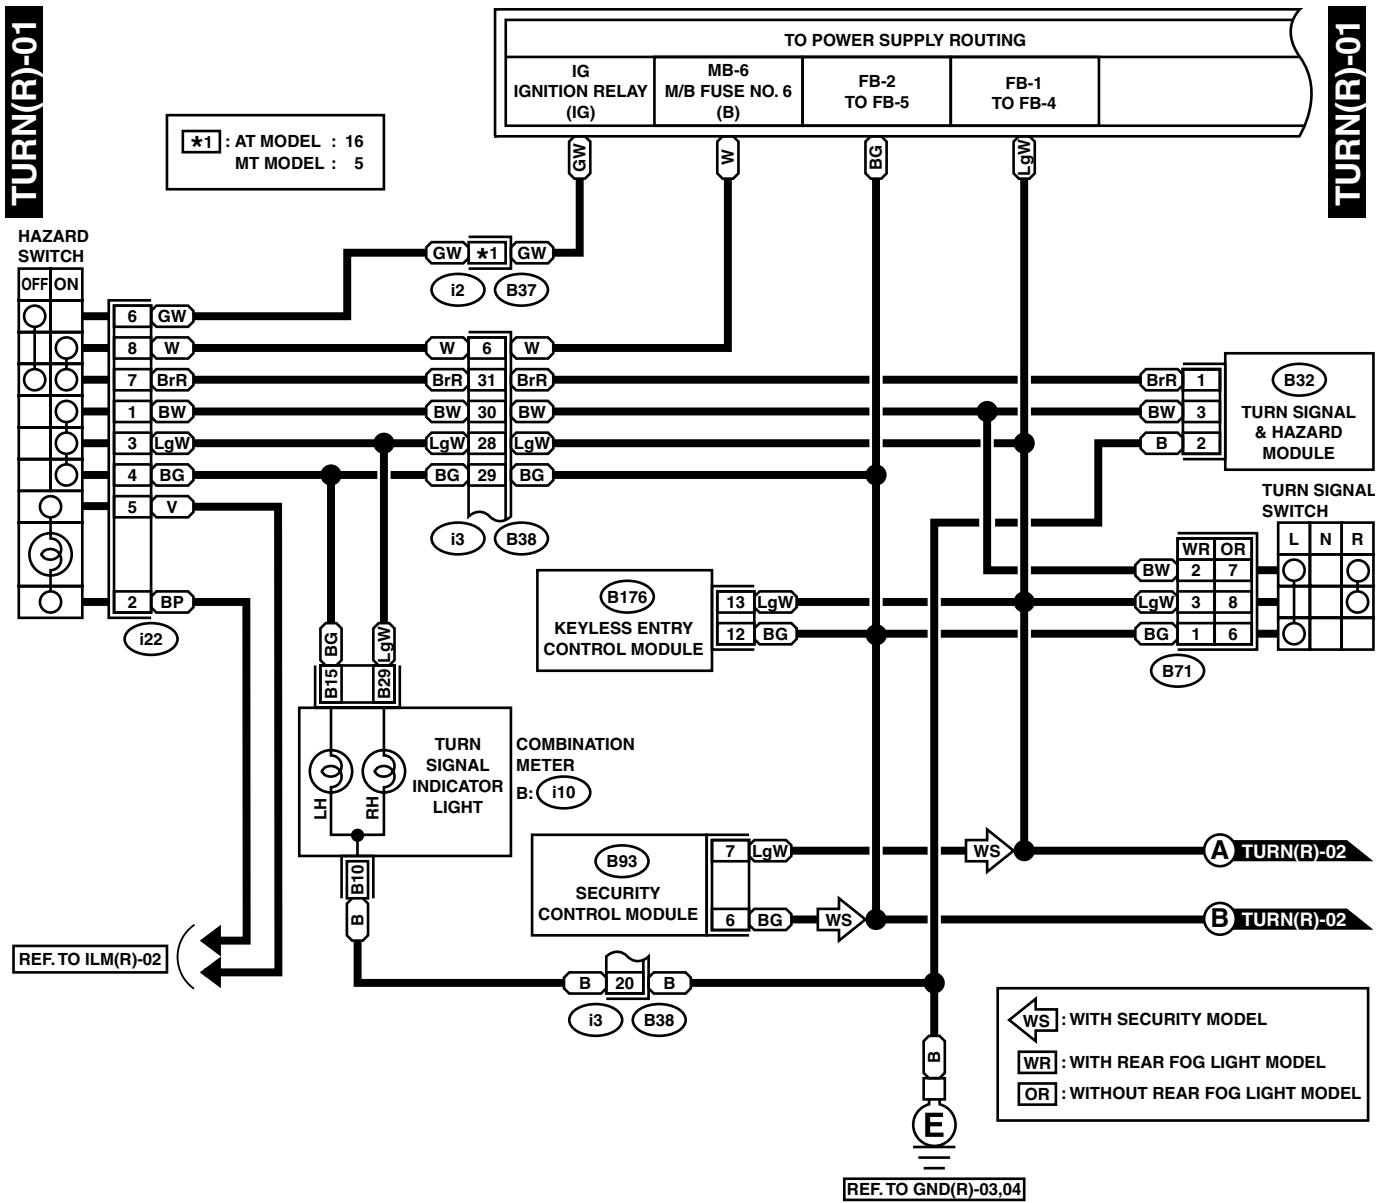 TURN(R)-01
TURN(R)-01
TO POWER SUPPLY ROUTING
IG
IGNITION RELAY
(IG)
MB-6
M/B FUSE NO. 6
(B)
FB-2
TO FB-5
FB-1
TO FB-4
*1 : AT MODEL : 16
MT MODEL : 5
GW
W
BG
LgW
HAZARD
SWITCH
OFF ON
GW *1 GW
i2 B37
6 GW
8 W W 6 W
7 BrR BrR 31 BrR BrR 1
1 BW BW 30 BW BW 3
3 LgW LgW 28 LgW B 2
4 BG BG 29 BG
5 V
2 BP
i22
i3 B38
B32
TURN SIGNAL
& HAZARD
MODULE
TURN SIGNAL
SWITCH
L N R
WR OR
BW 2 7
LgW 3 8
BG 1 6
B71
B176
KEYLESS ENTRY
CONTROL MODULE
13 LgW
12 BG
BG
LgW
B15
B29
LH
RH
TURN
SIGNAL
INDICATOR
LIGHT
COMBINATION
METER
B: i10
B10
B
B93
SECURITY
CONTROL MODULE
7 LgW WS
6 BG WS
A TURN(R)-02
B TURN(R)-02
REF. TO ILM(R)-02
B 20 B
i3 B38
WS : WITH SECURITY MODEL
WR : WITH REAR FOG LIGHT MODEL
OR : WITHOUT REAR FOG LIGHT MODEL
B
E
REF. TO GND(R)-03,04